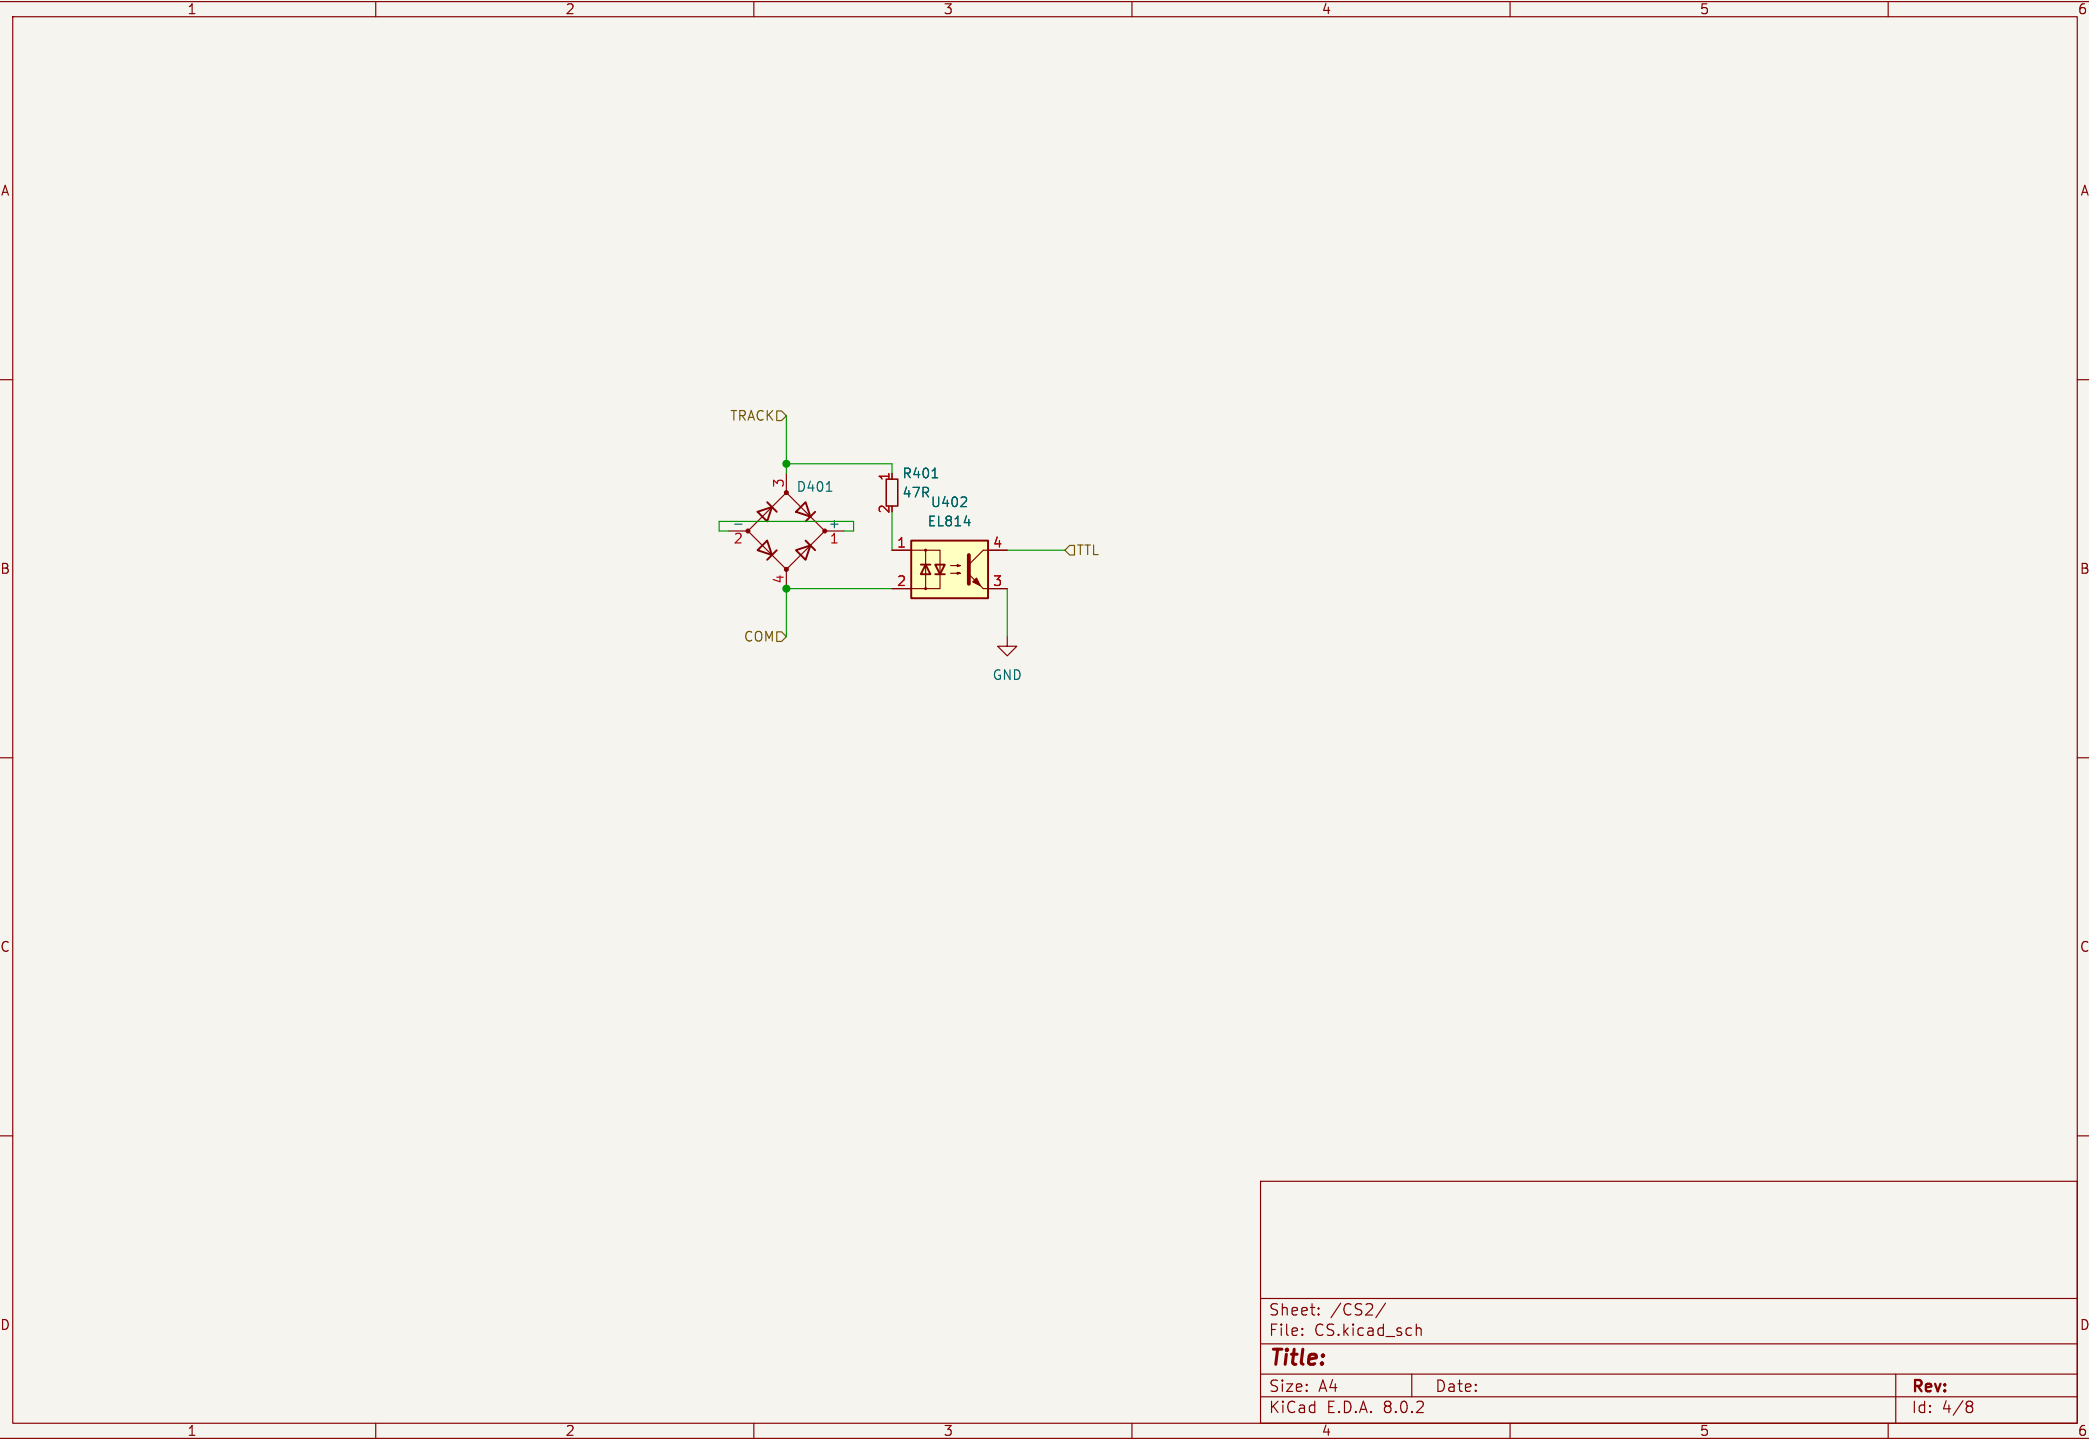 1 2 3 4 5 6
A A
TRACK
3
D401
R401
1
47R
2
U402
EL814
- +
2 1
1 4
TTL
B B
4
2 3
COM
GND
C C
Sheet: /CS2/
File: CS.kicad_sch
D D
Title:
Size: A4 Date: Rev:
KiCad E.D.A. 8.0.2 Id: 4/8
1 2 3 4 5 6